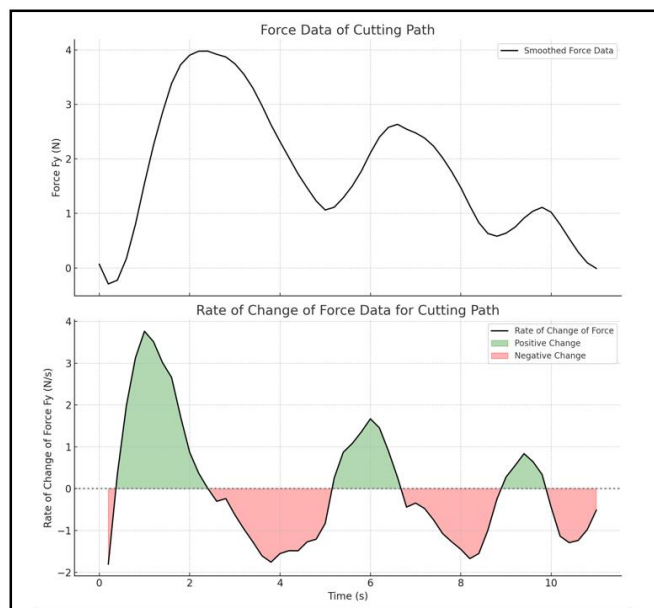 Force Data of Cutting Path
Smoothed Force Data
Force Fy (N)
4
3
2
1
0
Rate of Change of Force Data for Cutting Path
Rate of Change of Force
Positive Change
Negative Change
Rate of Change of Force Fy (N/s)
4
3
2
1
0
−1
−2
0
2
4
6
8
10
Time (s)